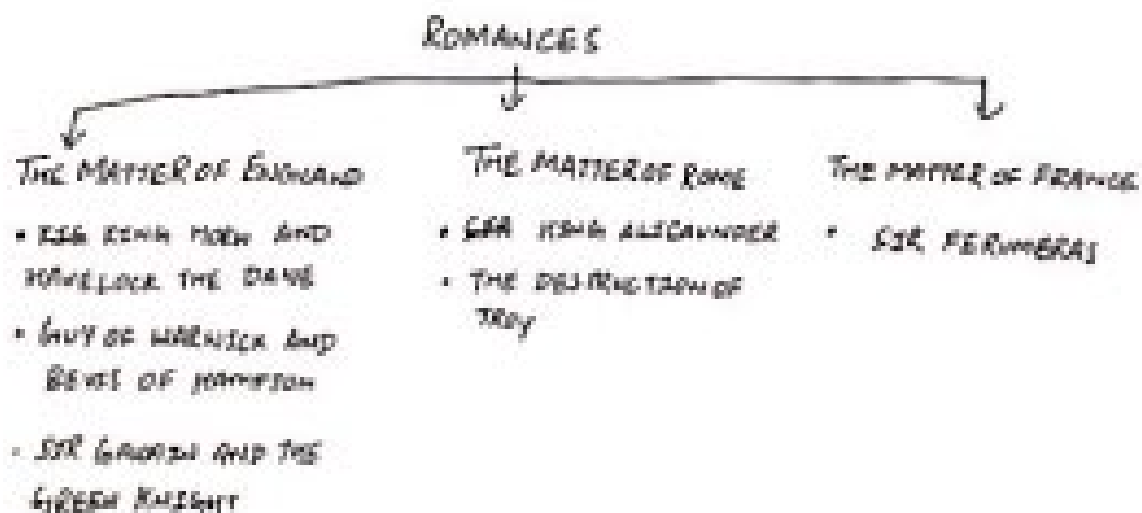 ROMANCES
THE MATTER OF ENGLAND
• KING HORN AND
HAVELOCK THE DANE
• GUY OF WARWICK AND
BEVIS OF HAMPTON
- SIR GAWAIN AND THE
GREEN KNIGHT
THE MATTER OF ROME
• KING ALISAUNDER
• THE DESTRUCTION OF
TROY
THE MATTER OF FRANCE
• SIR FERUMBRAS